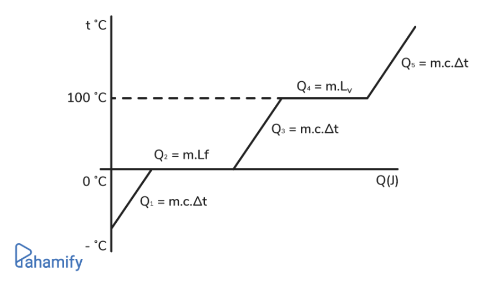 t °C
Q₅ = m.c.Δt
Q₄ = m.Lᵥ
100 °C
Q₃ = m.c.Δt
Q₂ = m.Lf
0 °C
Q(J)
Q₁ = m.c.Δt
- °C
Pahamify